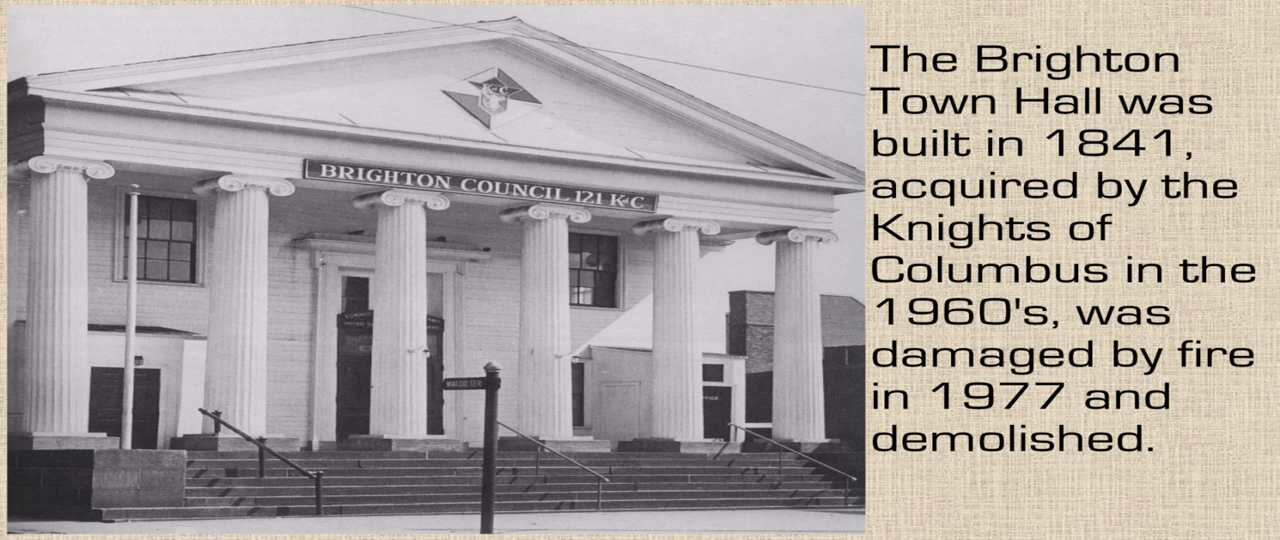 BRIGHTON COUNCIL 121 K of C
The Brighton
Town Hall was
built in 1841,
acquired by the
Knights of
Columbus in the
1960's, was
damaged by fire
in 1977 and
demolished.